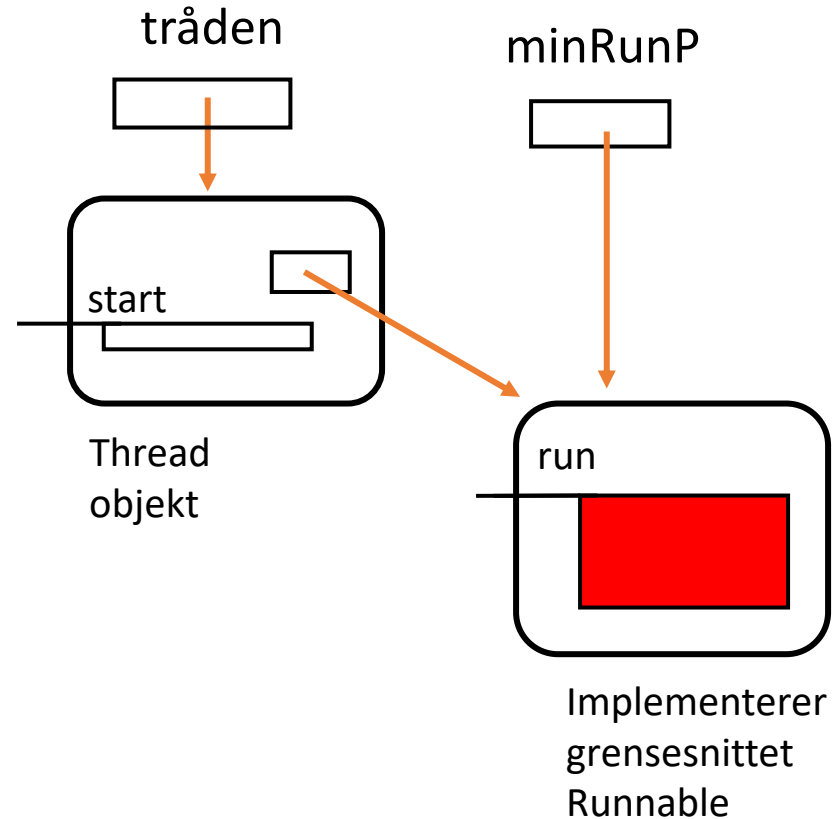 tråden
minRunP
start
Thread
objekt
run
Implementerer
grensesnittet
Runnable